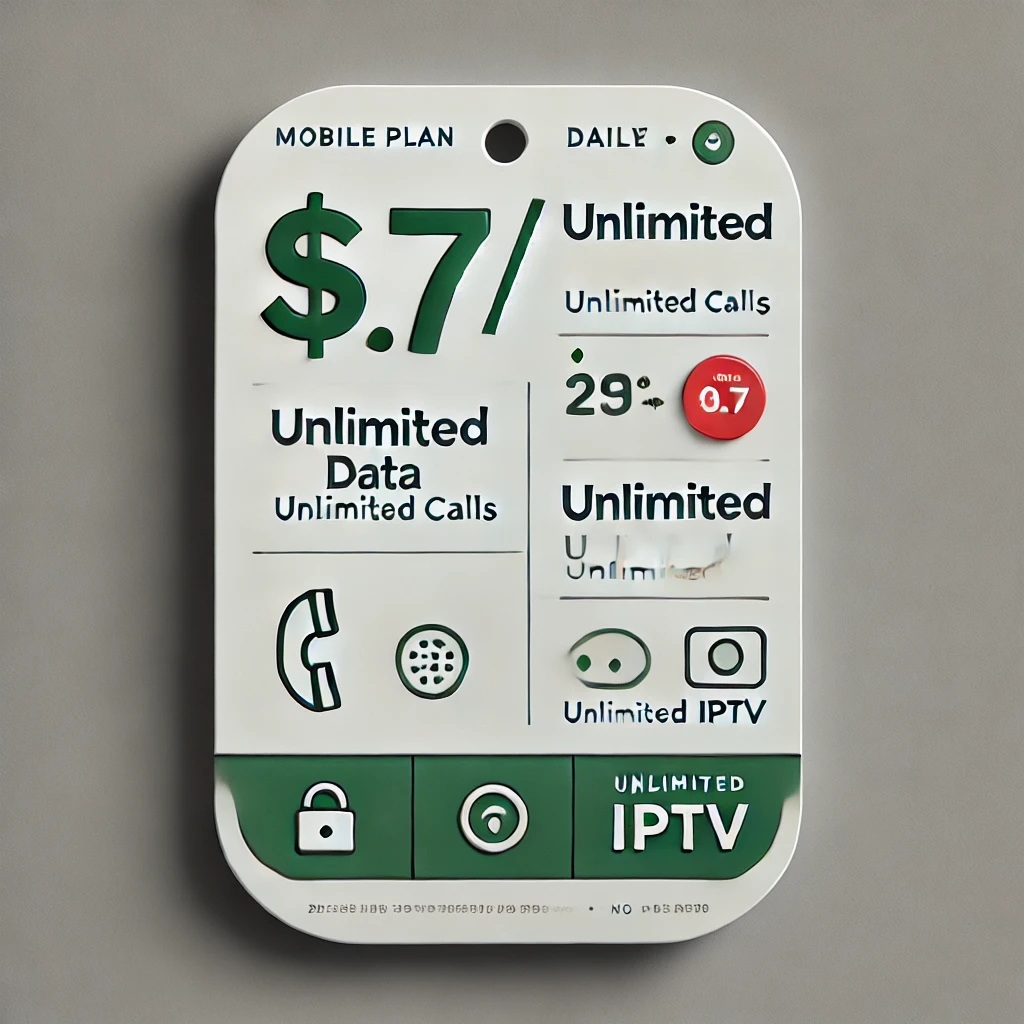 MOBILE PLAN
DAILY
$.7/
Unlimited
Unlimited Calls
29
0.7
Unlimited
Data
Unlimited Calls
Unlimited
Unlimited IPTV
UNLIMITED
IPTV
NO